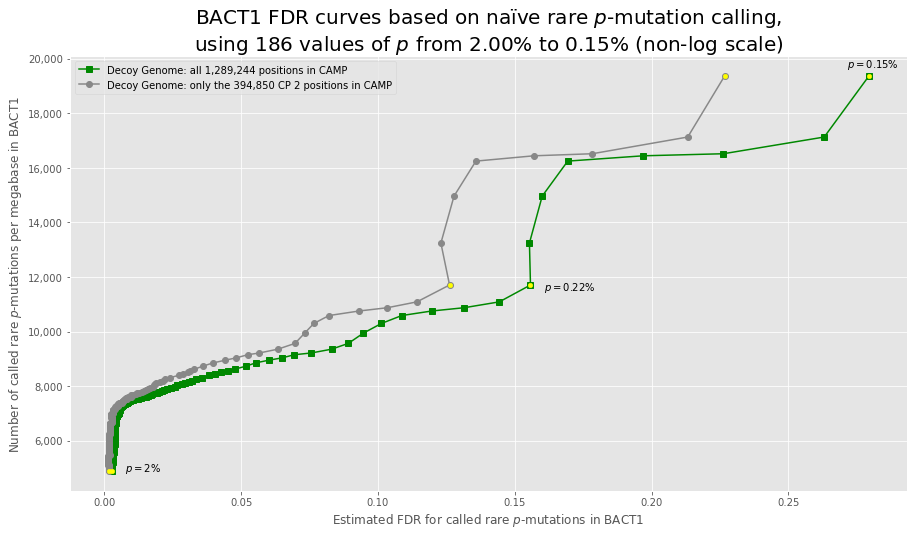 BACT1 FDR curves based on naïve rare p-mutation calling,
using 186 values of p from 2.00% to 0.15% (non-log scale)
Number of called rare p-mutations per megabase in BACT1
20,000
18,000
16,000
14,000
12,000
10,000
8,000
6,000
Decoy Genome: all 1,289,244 positions in CAMP
Decoy Genome: only the 394,850 CP 2 positions in CAMP
p = 0.15%
p = 0.22%
p = 2%
0.00 0.05 0.10 0.15 0.20 0.25
Estimated FDR for called rare p-mutations in BACT1